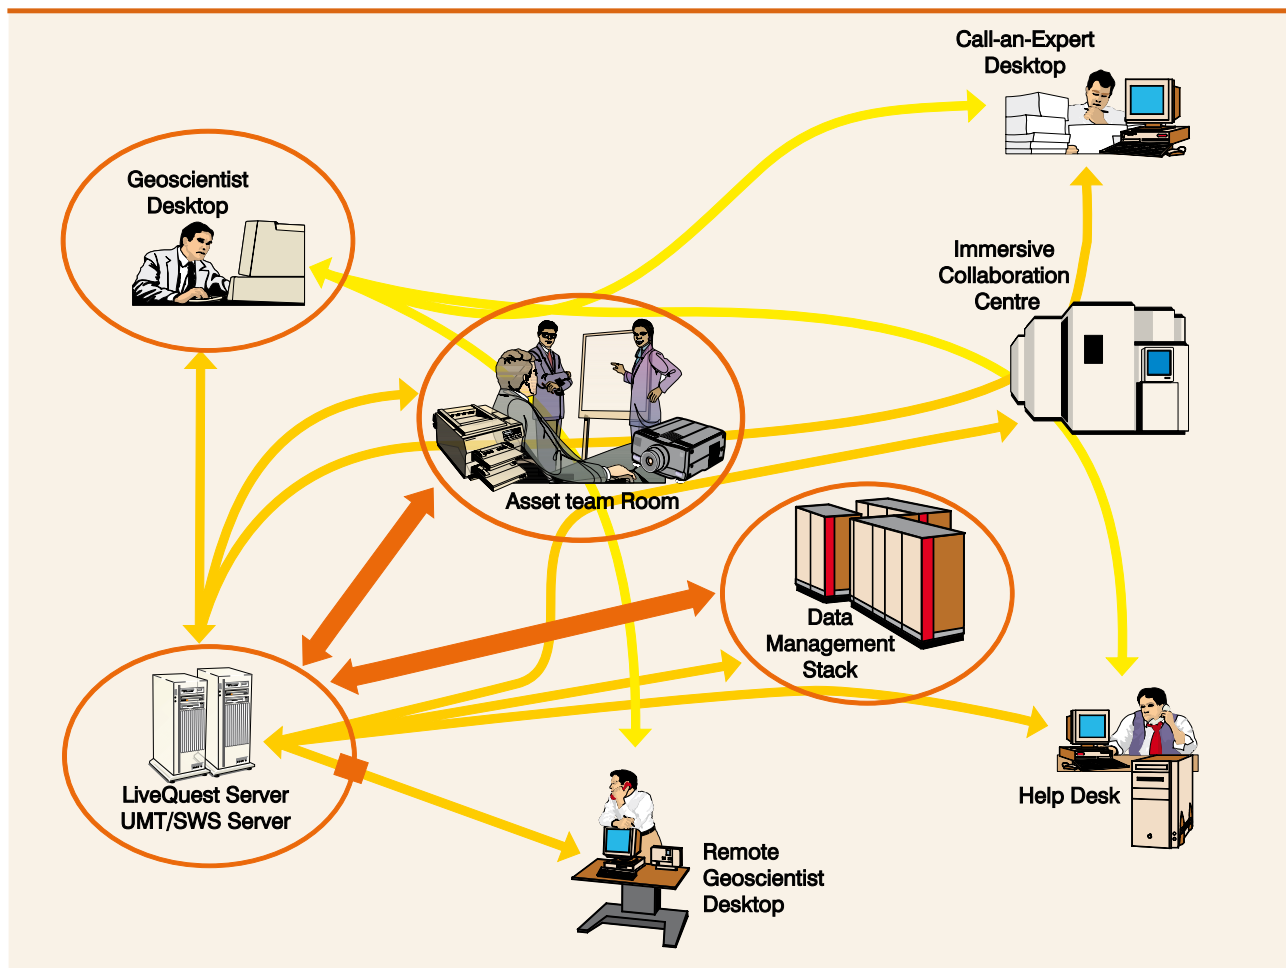 Call-an-Expert
Desktop
Geoscientist
Desktop
Immersive
Collaboration
Centre
Asset team Room
Data
Management
Stack
LiveQuest Server
UMT/SWS Server
Help Desk
Remote
Geoscientist
Desktop